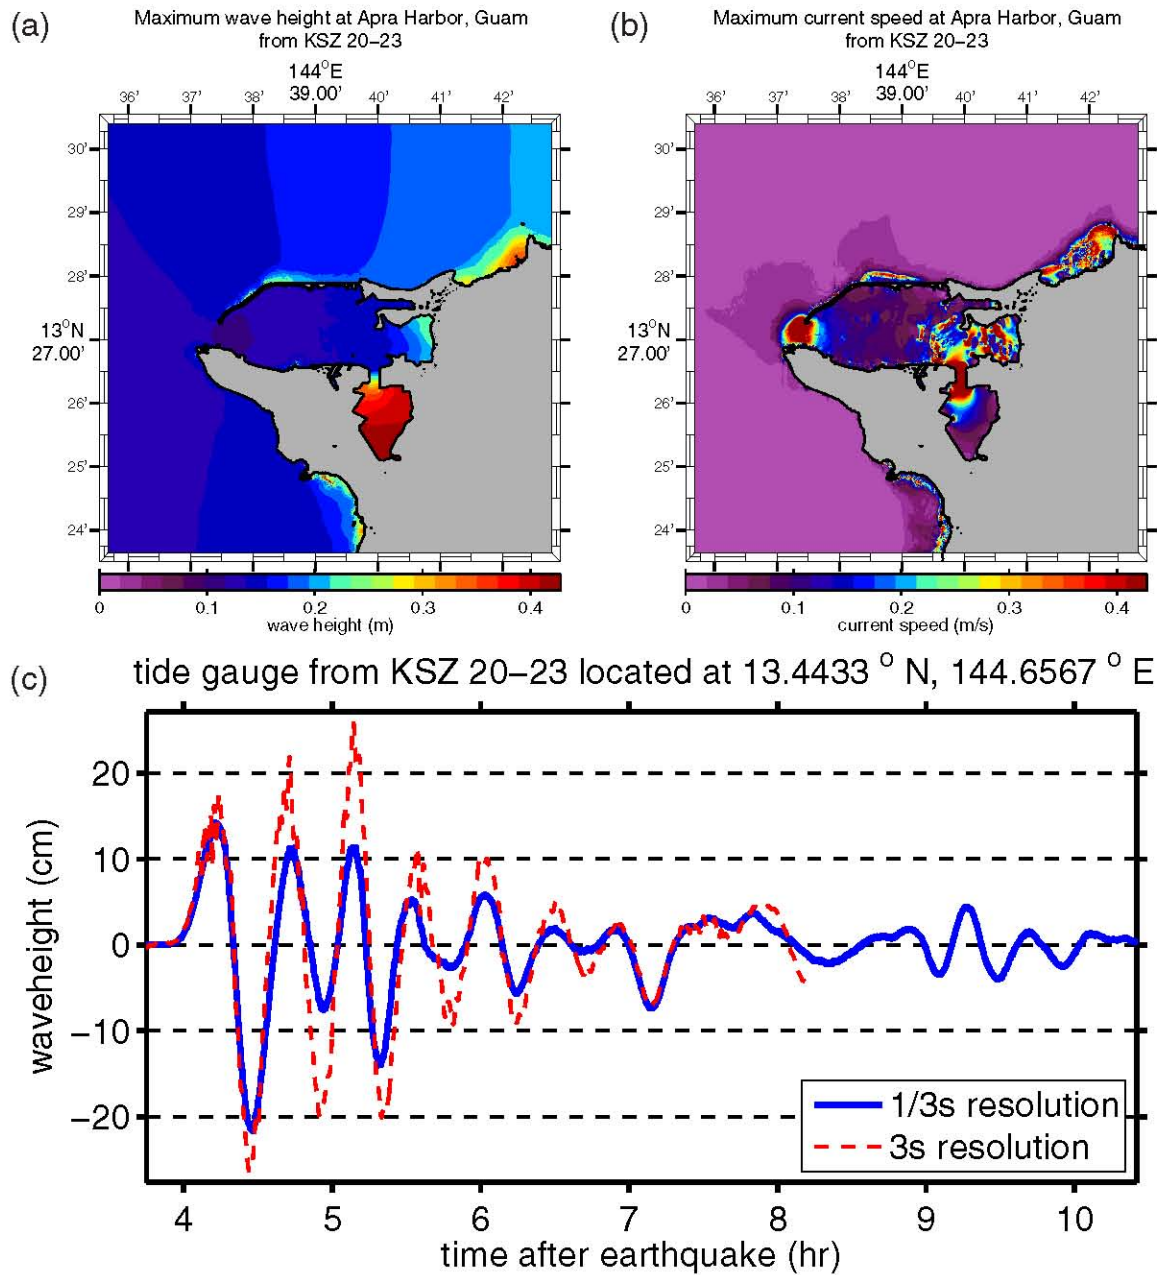 (a)
Maximum wave height at Apra Harbor, Guam
from KSZ 20–23
144°E
39.00'
36' 37' 38' 40' 41' 42'
30'
29'
28'
13°N
27.00'
26'
25'
24'
0 0.1 0.2 0.3 0.4
wave height (m)
(b)
Maximum current speed at Apra Harbor, Guam
from KSZ 20–23
144°E
39.00'
36' 37' 38' 40' 41' 42'
30'
29'
28'
13°N
27.00'
26'
25'
24'
0 0.1 0.2 0.3 0.4
current speed (m/s)
(c)
tide gauge from KSZ 20–23 located at 13.4433 ° N, 144.6567 ° E
waveheight (cm)
20
10
0
−10
−20
1/3s resolution
3s resolution
4 5 6 7 8 9 10
time after earthquake (hr)